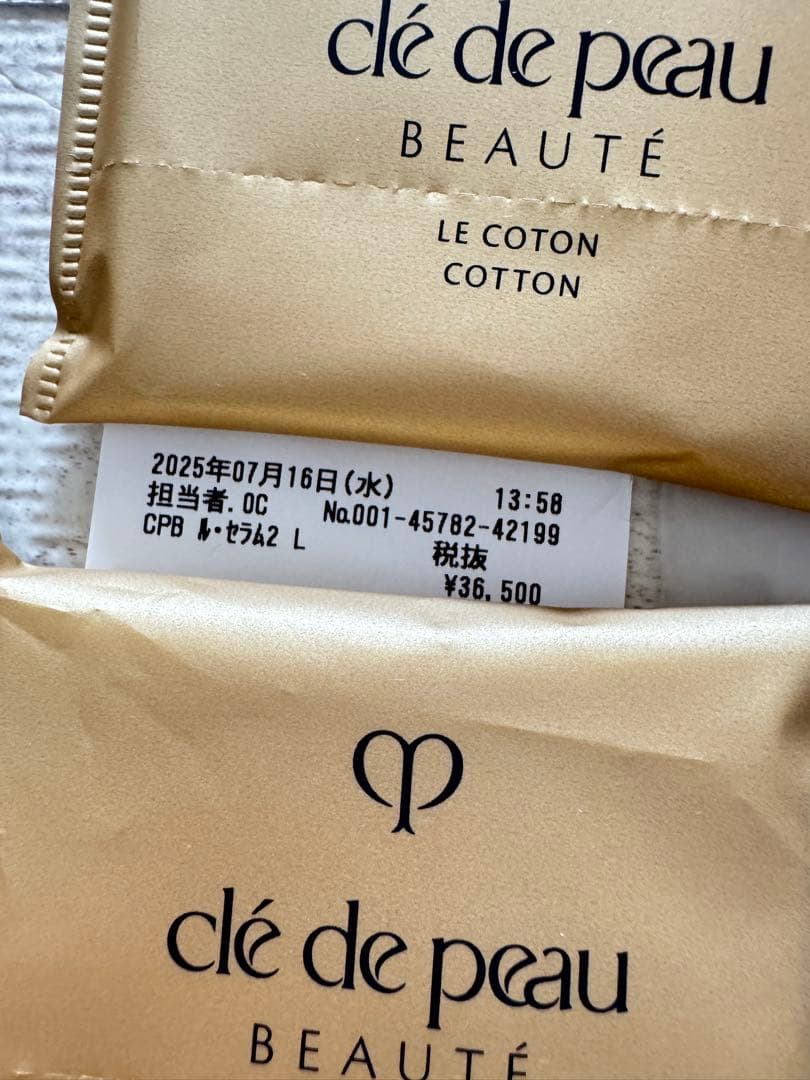 clé de peau
BEAUTÉ
LE COTON
COTTON
2025年07月16日(水) 13:58
担当者.OC No.001-45782-42199
CPB ル・セラム2 L
税抜
¥36,500
clé de peau
BEAUTÉ